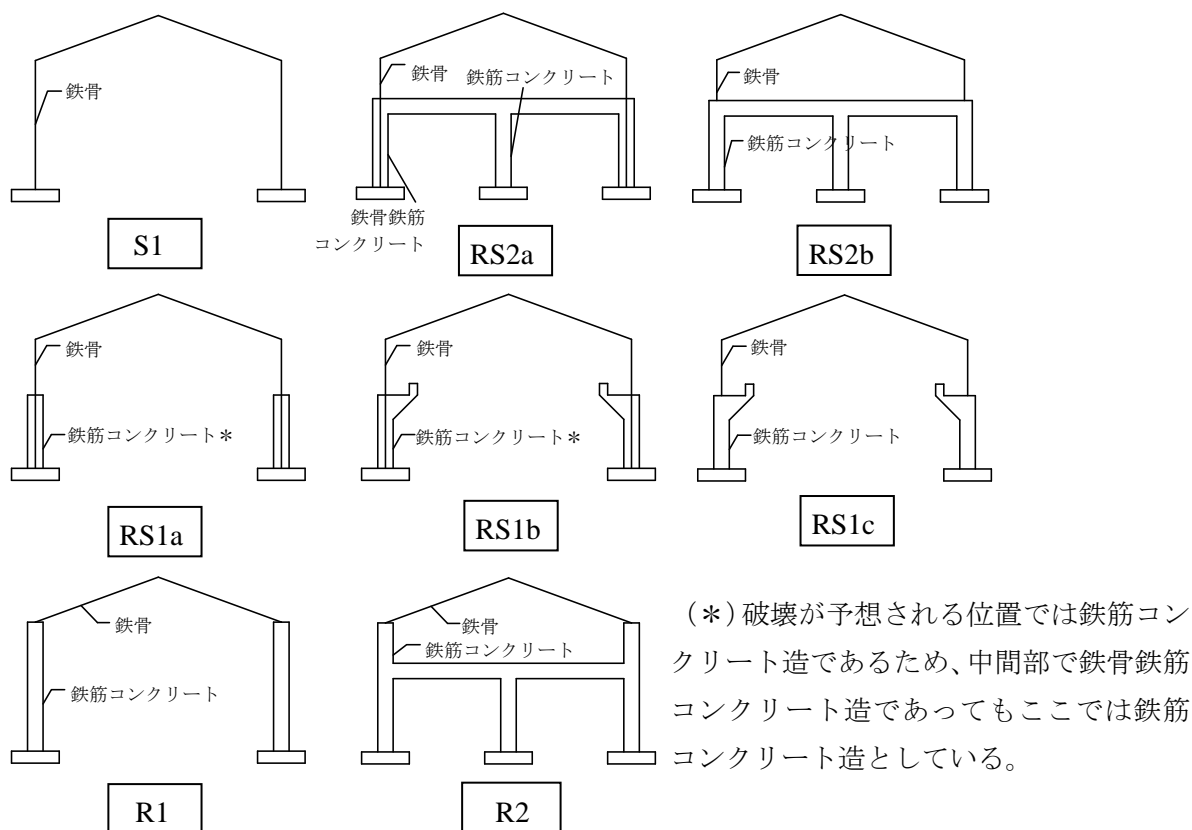 鉄骨
S1
鉄骨
鉄筋コンクリート
鉄骨鉄筋
コンクリート
RS2a
鉄骨
鉄筋コンクリート
RS2b
鉄骨
鉄筋コンクリート＊
RS1a
鉄骨
鉄筋コンクリート＊
RS1b
鉄骨
鉄筋コンクリート
RS1c
鉄骨
鉄筋コンクリート
R1
鉄骨
鉄筋コンクリート
R2
（＊）破壊が予想される位置では鉄筋コン
クリート造であるため、中間部で鉄骨鉄筋
コンクリート造であってもここでは鉄筋
コンクリート造としている。